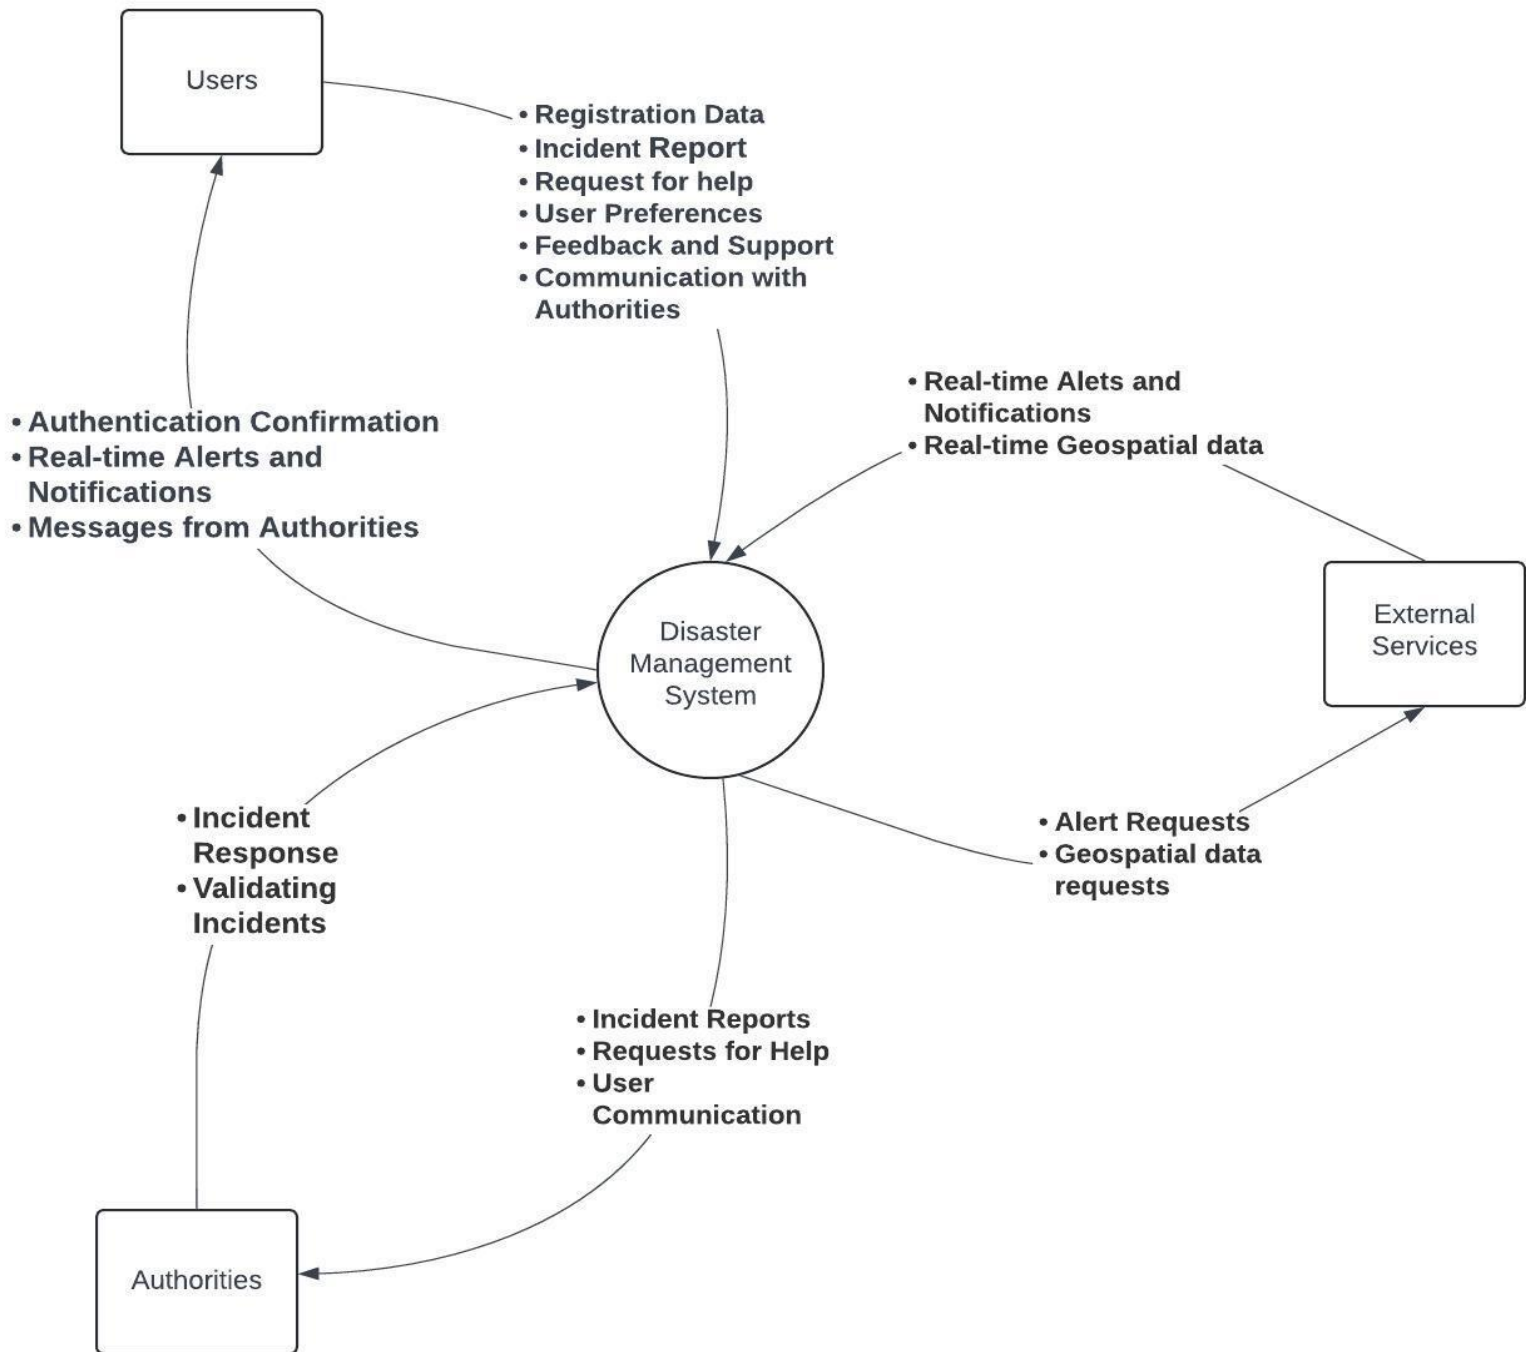 Users
• Registration Data
• Incident Report
• Request for help
• User Preferences
• Feedback and Support
• Communication with
Authorities
• Real-time Alets and
Notifications
• Real-time Geospatial data
• Authentication Confirmation
• Real-time Alerts and
Notifications
• Messages from Authorities
Disaster
Management
System
External
Services
• Incident
Response
• Validating
Incidents
• Alert Requests
• Geospatial data
requests
• Incident Reports
• Requests for Help
• User
Communication
Authorities